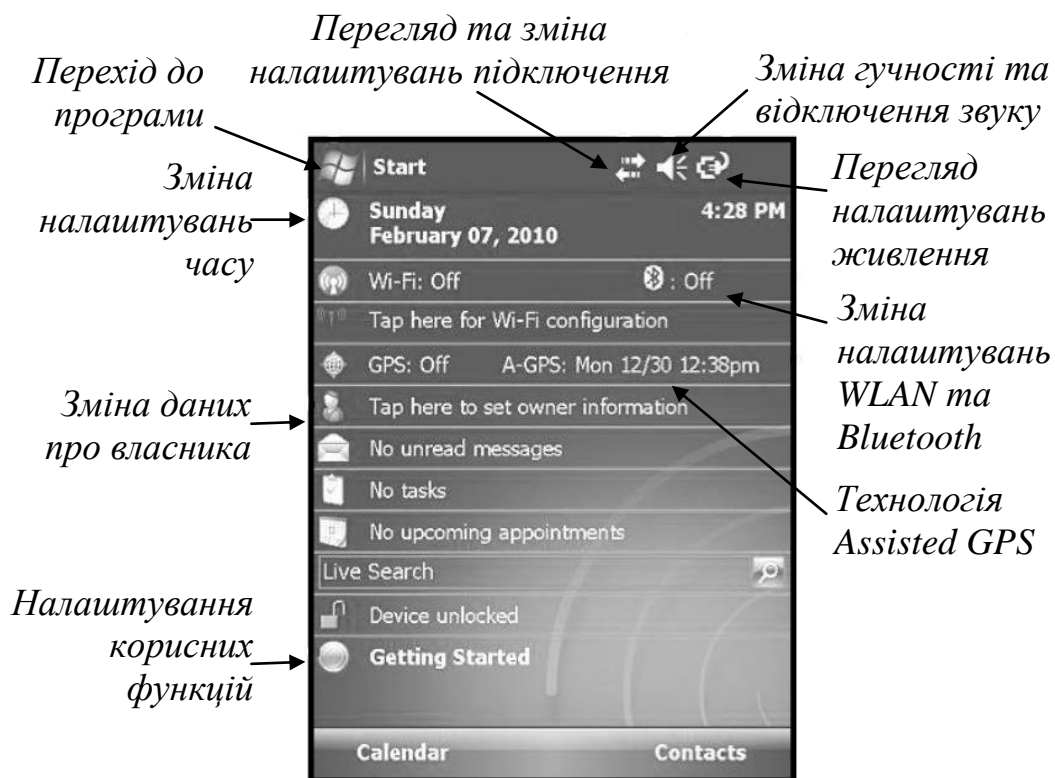 Перегляд та зміна
налаштувань підключення
Перехід до
програми
Зміна гучності та
відключення звуку
Зміна
налаштувань
часу
Перегляд
налаштувань
живлення
Зміна
налаштувань
WLAN та
Bluetooth
Зміна даних
про власника
Технологія
Assisted GPS
Налаштування
корисних
функцій
Start
Sunday 4:28 PM
February 07, 2010
Wi-Fi: Off : Off
Tap here for Wi-Fi configuration
GPS: Off A-GPS: Mon 12/30 12:38pm
Tap here to set owner information
No unread messages
No tasks
No upcoming appointments
Live Search
Device unlocked
Getting Started
Calendar Contacts